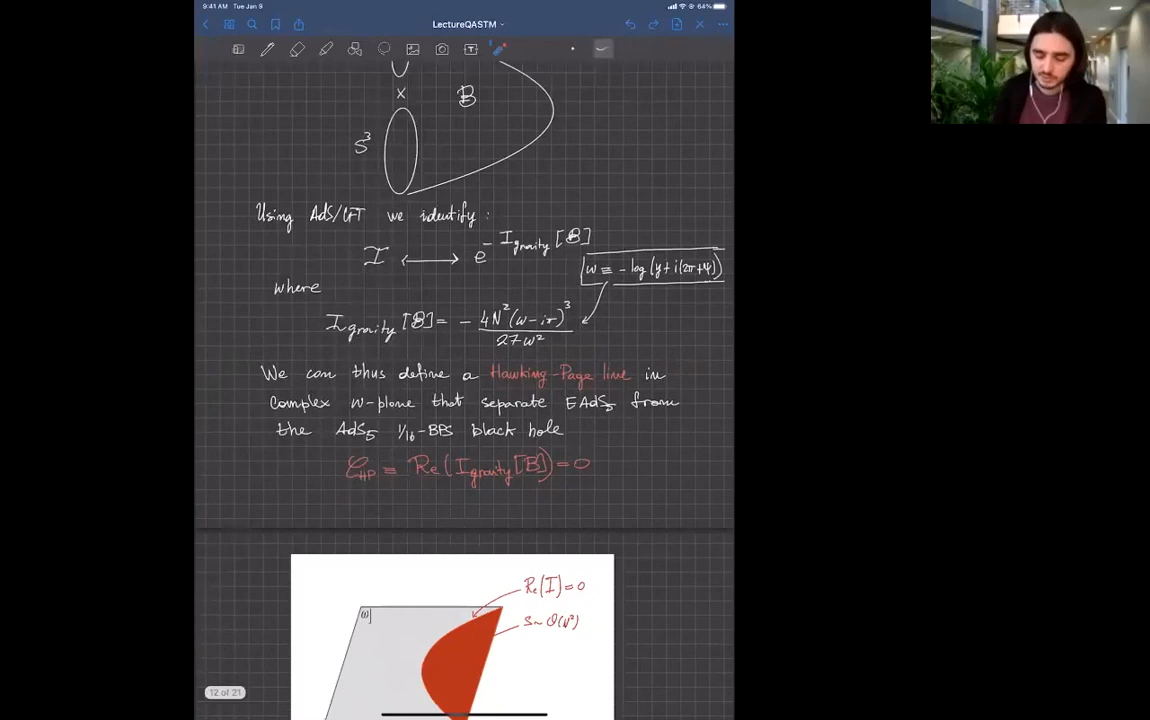 9:41 AM Tue Jan 9
64%
LectureQASTM
x
B
S³
Using AdS/CFT we identify :
I ⟷ e^{-I_gravity[B]}
w ≡ -log(y+i(2π+ψ))
where
I_gravity[B] = - 4N²(w-iπ)³ / 27w²
We can thus define a Hawking-Page line in
complex w-plane that separate EAdS₅ from
the AdS₅ 1/16-BPS black hole
ℒ_HP ≡ Re(I_gravity[B])=0
Re(I)=0
w]
S~O(N²)
12 of 21